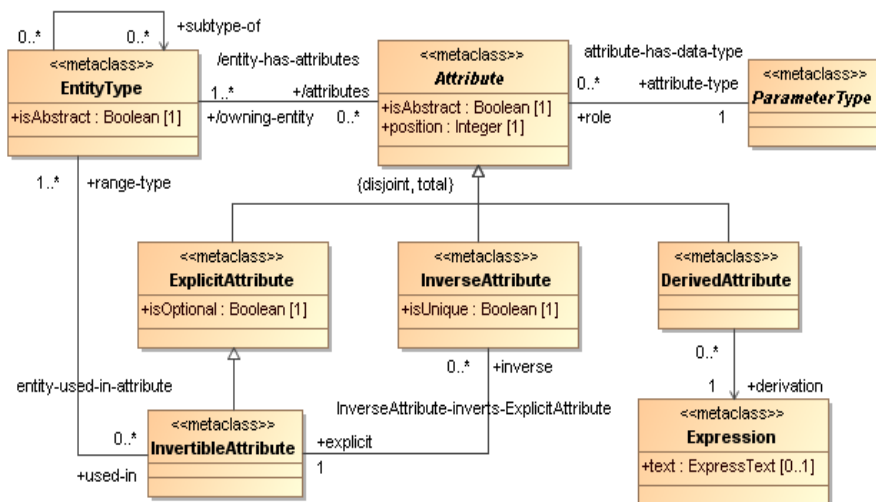 +subtype-of
0..*
0..*
<<metaclass>>
EntityType
+isAbstract : Boolean [1]
/entity-has-attributes
1..*
+/attributes
+/owning-entity
0..*
<<metaclass>>
Attribute
+isAbstract : Boolean [1]
+position : Integer [1]
attribute-has-data-type
0..*
+attribute-type
+role
1
<<metaclass>>
ParameterType
1..*
+range-type
{disjoint, total}
<<metaclass>>
ExplicitAttribute
+isOptional : Boolean [1]
<<metaclass>>
InverseAttribute
+isUnique : Boolean [1]
<<metaclass>>
DerivedAttribute
0..*
+inverse
0..*
1
+derivation
entity-used-in-attribute
InverseAttribute-inverts-ExplicitAttribute
<<metaclass>>
InvertibleAttribute
0..*
+used-in
+explicit
1
<<metaclass>>
Expression
+text : ExpressText [0..1]